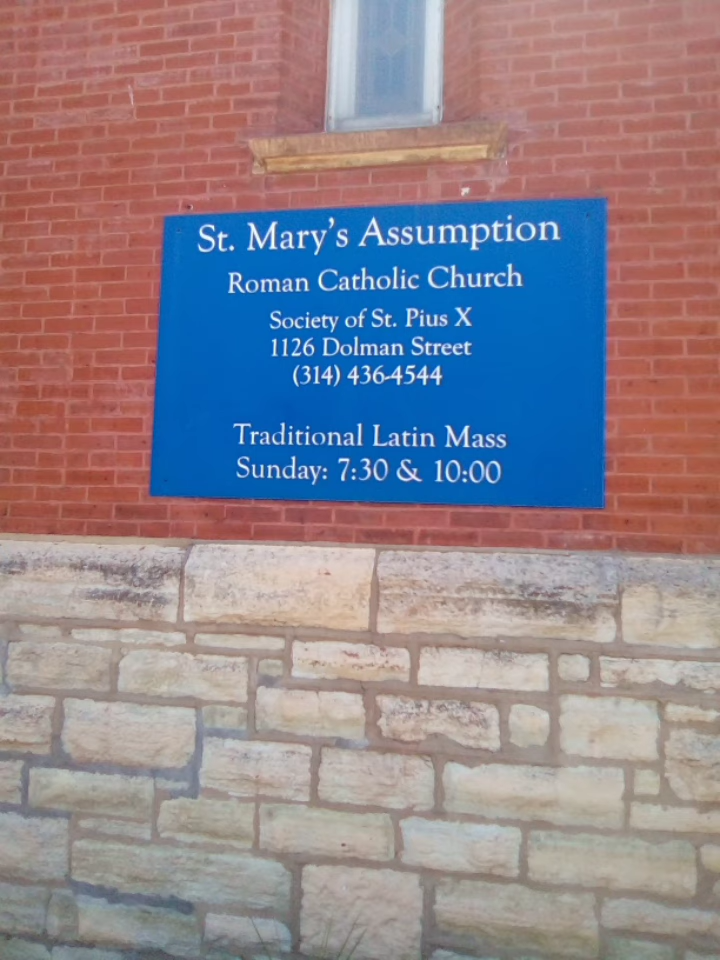 St. Mary's Assumption
Roman Catholic Church
Society of St. Pius X
1126 Dolman Street
(314) 436-4544
Traditional Latin Mass
Sunday: 7:30 & 10:00